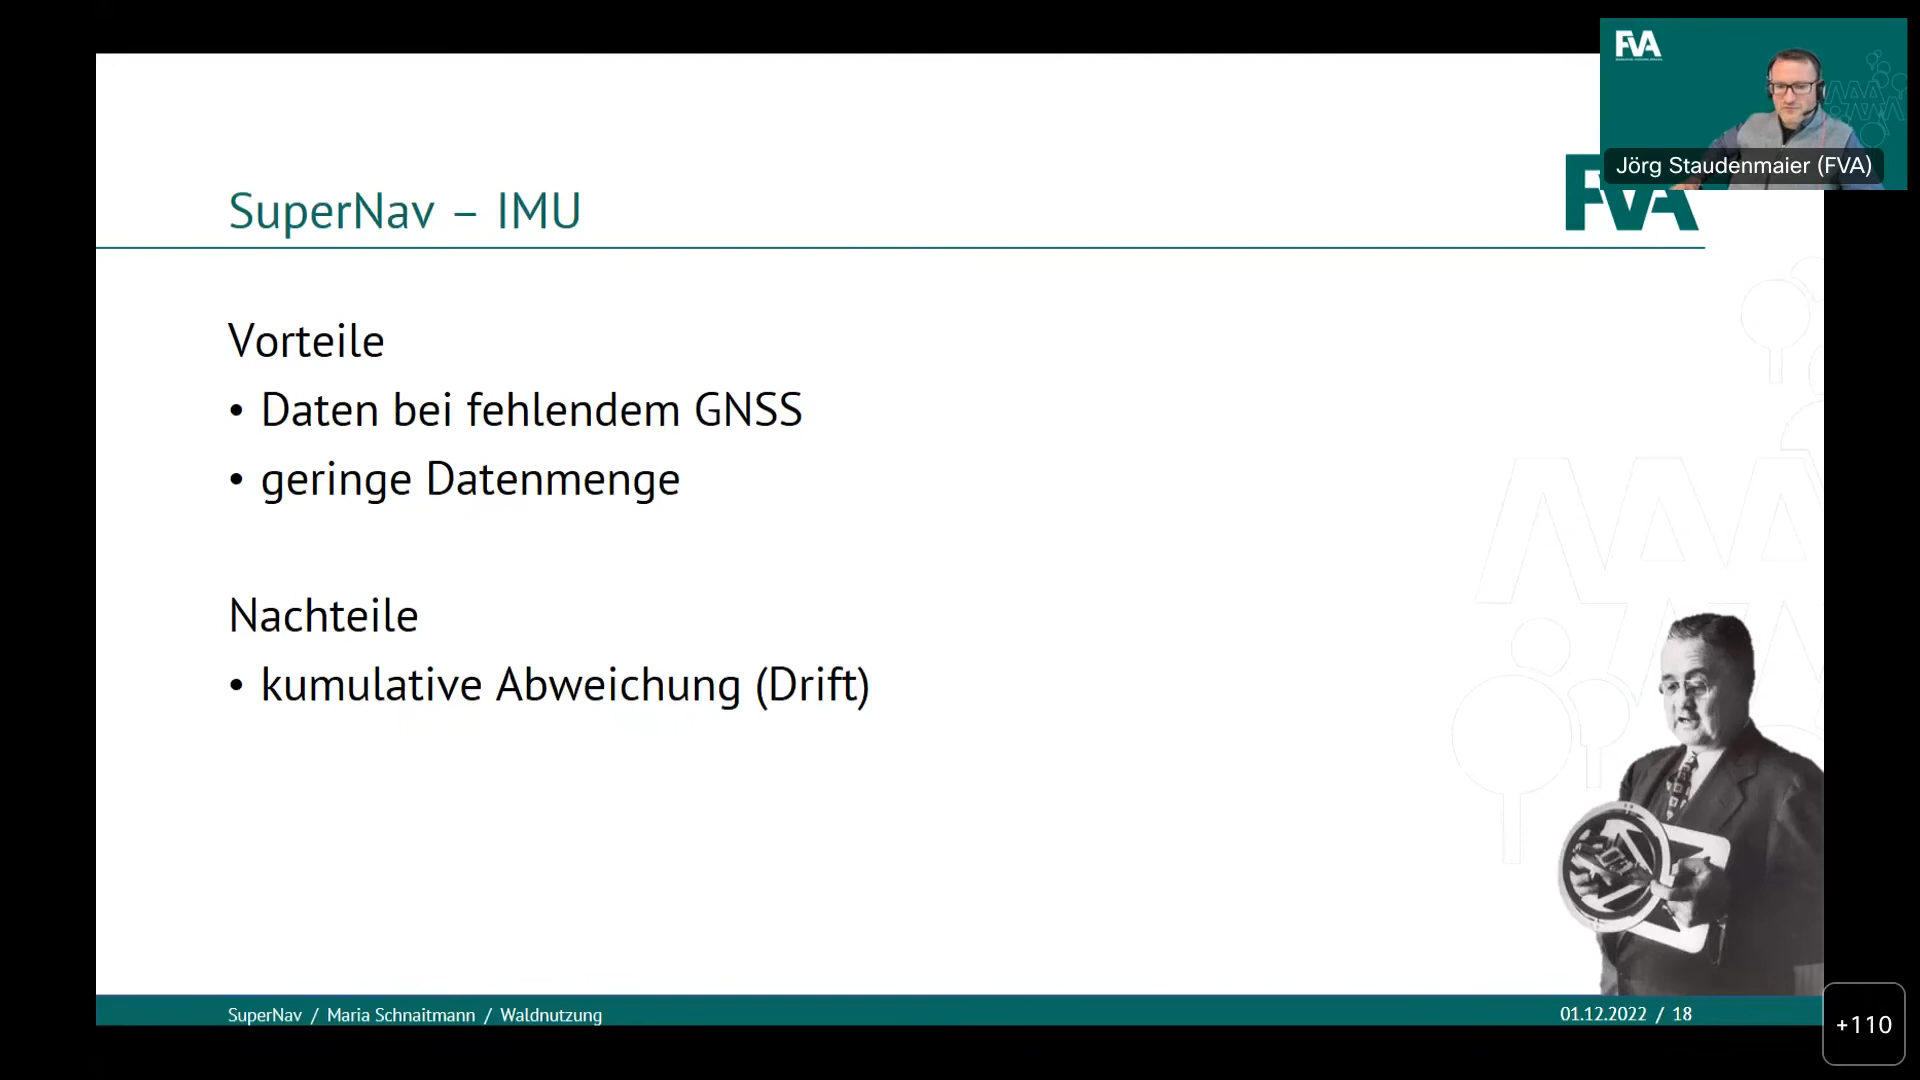 FVA
Jörg Staudenmaier (FVA)
SuperNav – IMU
FVA
Vorteile
• Daten bei fehlendem GNSS
• geringe Datenmenge
Nachteile
• kumulative Abweichung (Drift)
SuperNav / Maria Schnaitmann / Waldnutzung
01.12.2022 / 18
+110